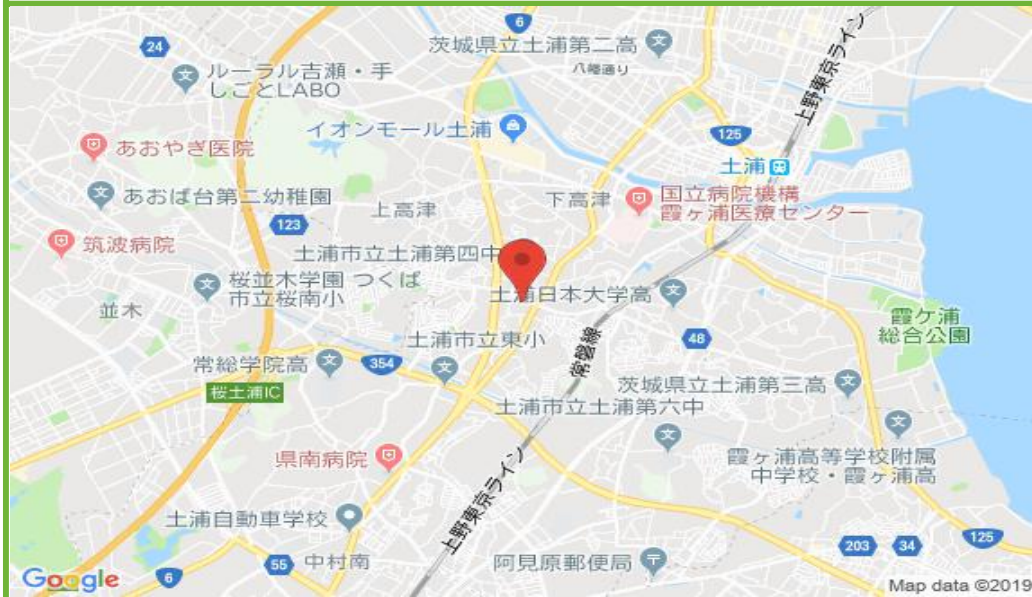 6
24
茨城県立土浦第二高
八幡通り
上野東京ライン
ルーラル吉瀬・手
しごとLABO
イオンモール土浦
125
あおやぎ医院
土浦
あおば台第二幼稚園
上高津
下高津
国立病院機構
霞ヶ浦医療センター
123
筑波病院
土浦市立土浦第四中
桜並木学園 つくば
市立桜南小
土浦日本大学高
並木
霞ケ浦
総合公園
土浦市立東小
48
常磐線
常総学院高
354
桜土浦IC
茨城県立土浦第三高
土浦市立土浦第六中
県南病院
霞ヶ浦高等学校附属
中学校・霞ヶ浦高
上野東京ライン
土浦自動車学校
203
34
125
55
中村南
阿見原郵便局
6
Google
Map data ©2019